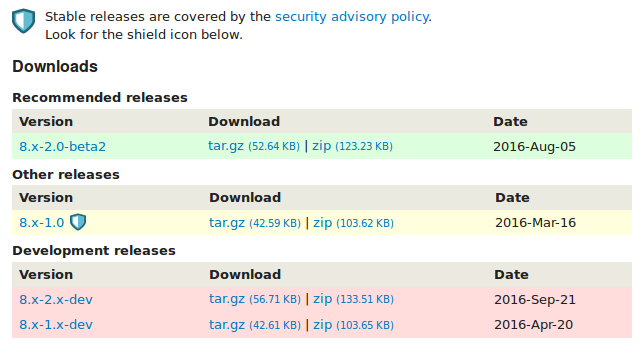 Stable releases are covered by the security advisory policy.
Look for the shield icon below.
Downloads
Recommended releases
Version Download Date
8.x-2.0-beta2 tar.gz (52.64 KB) | zip (123.23 KB) 2016-Aug-05
Other releases
Version Download Date
8.x-1.0 tar.gz (42.59 KB) | zip (103.62 KB) 2016-Mar-16
Development releases
Version Download Date
8.x-2.x-dev tar.gz (56.71 KB) | zip (133.51 KB) 2016-Sep-21
8.x-1.x-dev tar.gz (42.61 KB) | zip (103.65 KB) 2016-Apr-20